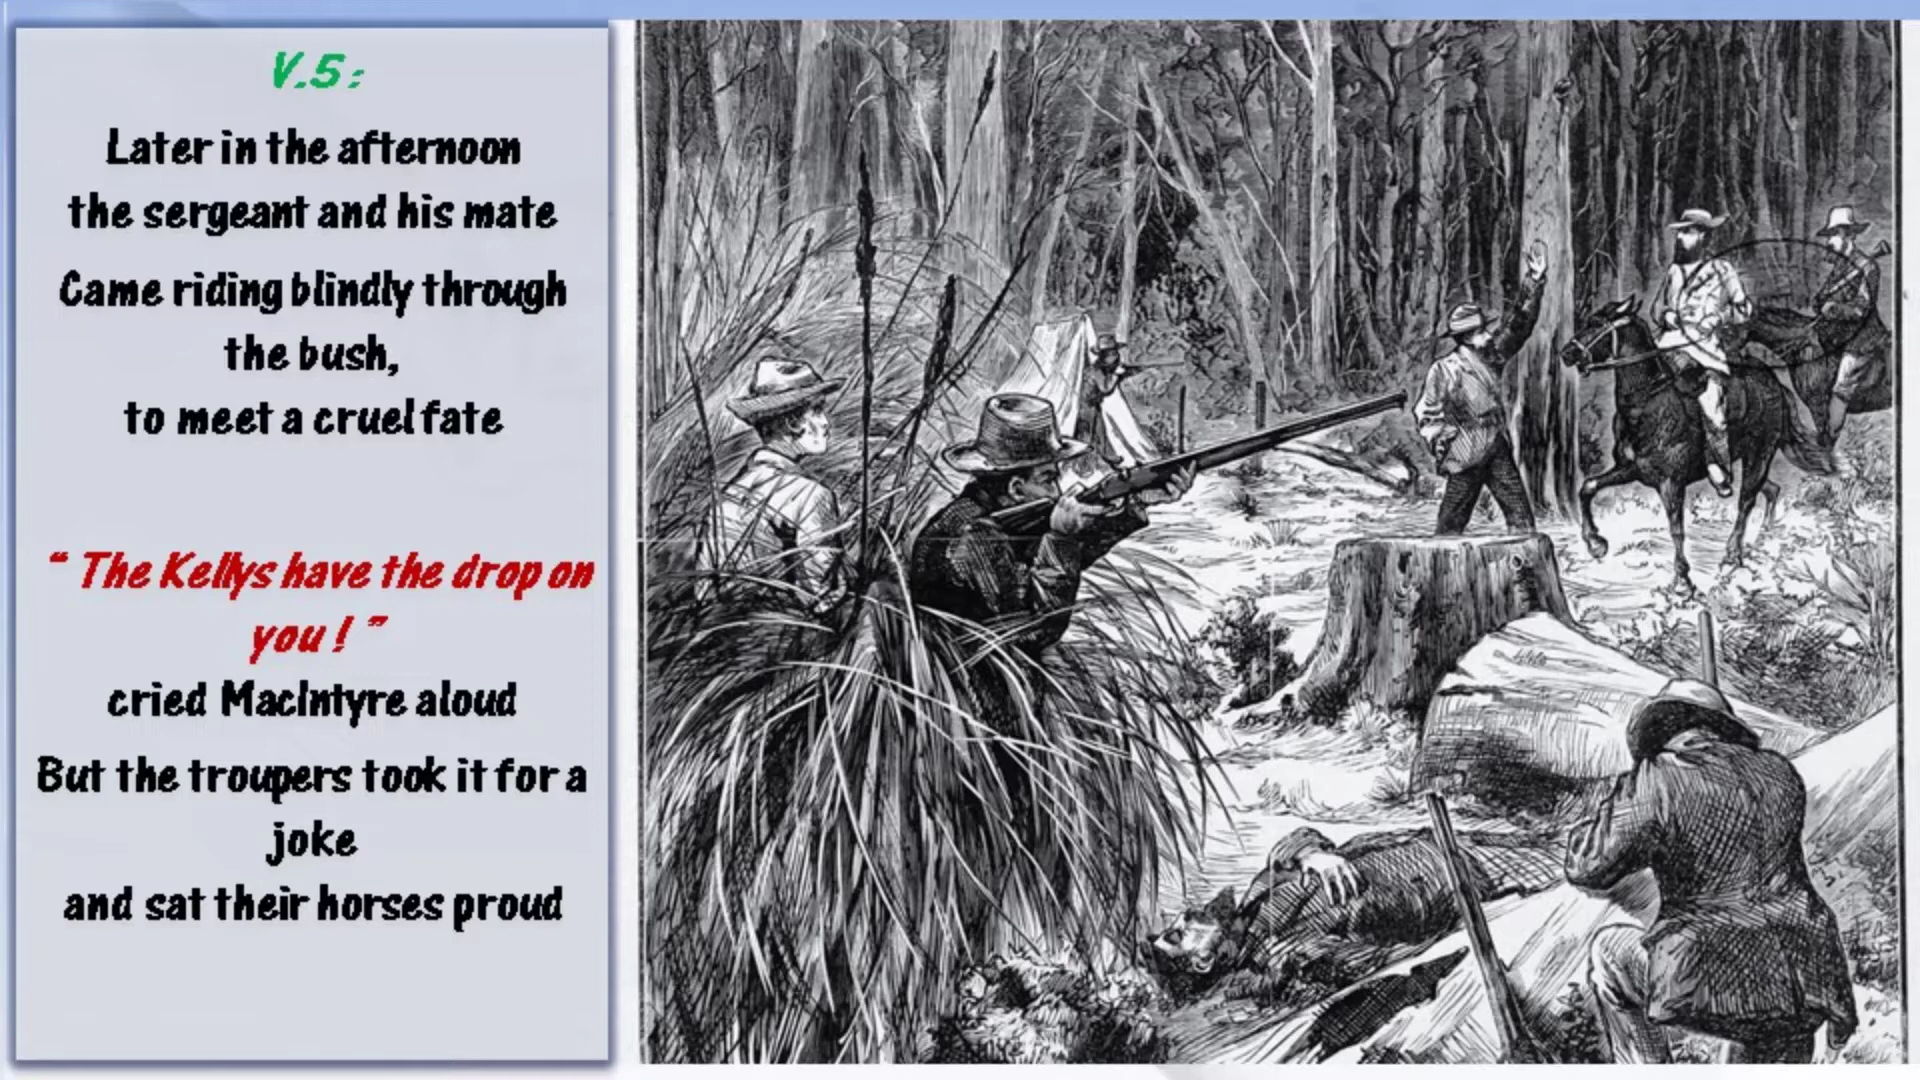 V.5 :
Later in the afternoon
the sergeant and his mate
Came riding blindly through
the bush,
to meet a cruel fate
“ The Kellys have the drop on
you ! ”
cried MacIntyre aloud
But the troupers took it for a
joke
and sat their horses proud